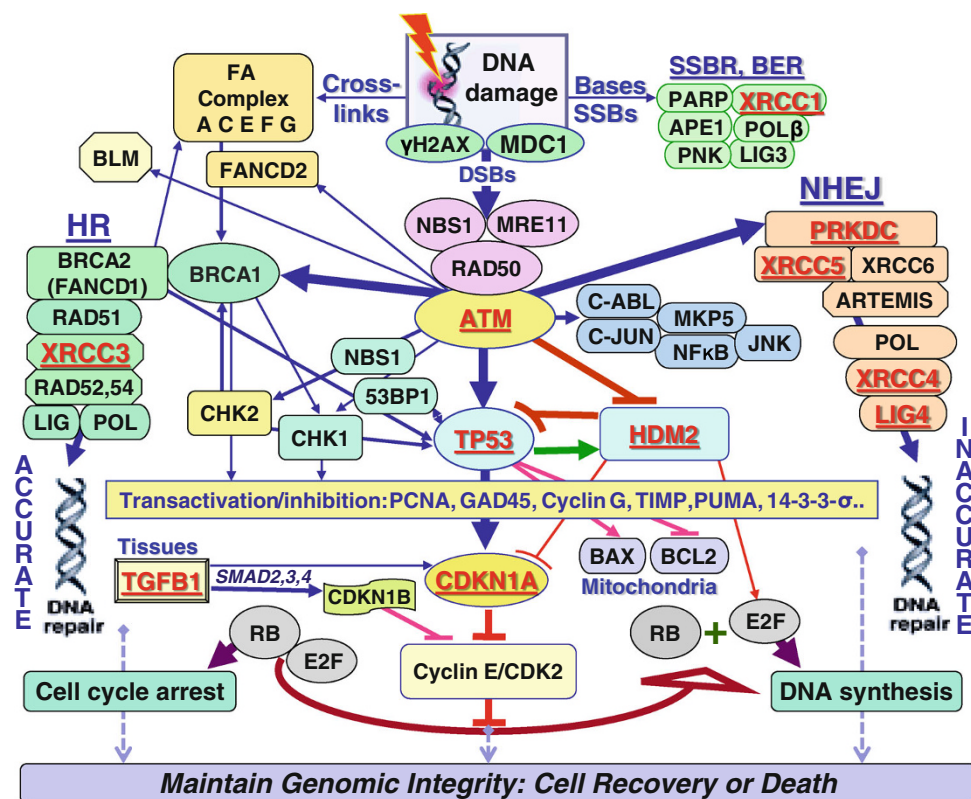 DNA
damage
FA
Complex
A C E F G
Cross-
links
Bases
SSBs
SSBR, BER
PARP
XRCC1
APE1
POLβ
PNK
LIG3
γH2AX
MDC1
DSBs
BLM
FANCD2
NBS1
MRE11
RAD50
NHEJ
PRKDC
XRCC5
XRCC6
ARTEMIS
POL
XRCC4
LIG4
HR
BRCA2
(FANCD1)
BRCA1
RAD51
XRCC3
RAD52,54
LIG
POL
ATM
C-ABL
MKP5
C-JUN
NFκB
JNK
NBS1
53BP1
CHK2
CHK1
TP53
HDM2
ACCURATE
INACCURATE
Transactivation/inhibition:PCNA, GAD45, Cyclin G, TIMP,PUMA, 14-3-3-σ..
Tissues
TGFB1
SMAD2,3,4
CDKN1B
CDKN1A
BAX
BCL2
Mitochondria
DNA
repair
DNA
repair
RB
E2F
RB
+
E2F
Cyclin E/CDK2
Cell cycle arrest
DNA synthesis
Maintain Genomic Integrity: Cell Recovery or Death